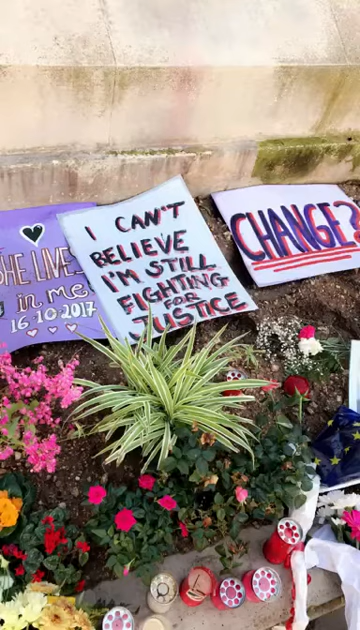 SHE LIVES
in me
16·10·2017
I CAN'T
BELIEVE
I'M STILL
FIGHTING
FOR
JUSTICE
CHANGE?